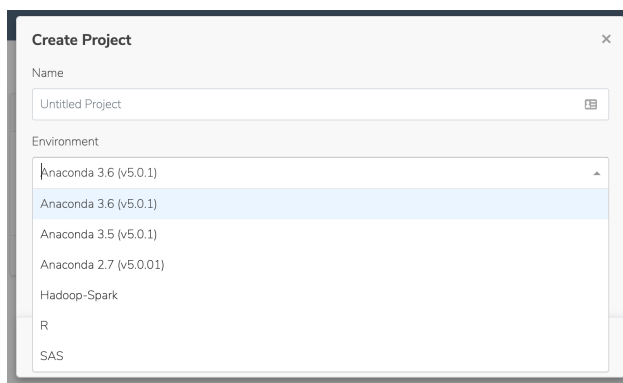 Create Project
Name
Untitled Project
Environment
Anaconda 3.6 (v5.0.1)
Anaconda 3.6 (v5.0.1)
Anaconda 3.5 (v5.0.1)
Anaconda 2.7 (v5.0.01)
Hadoop-Spark
R
SAS